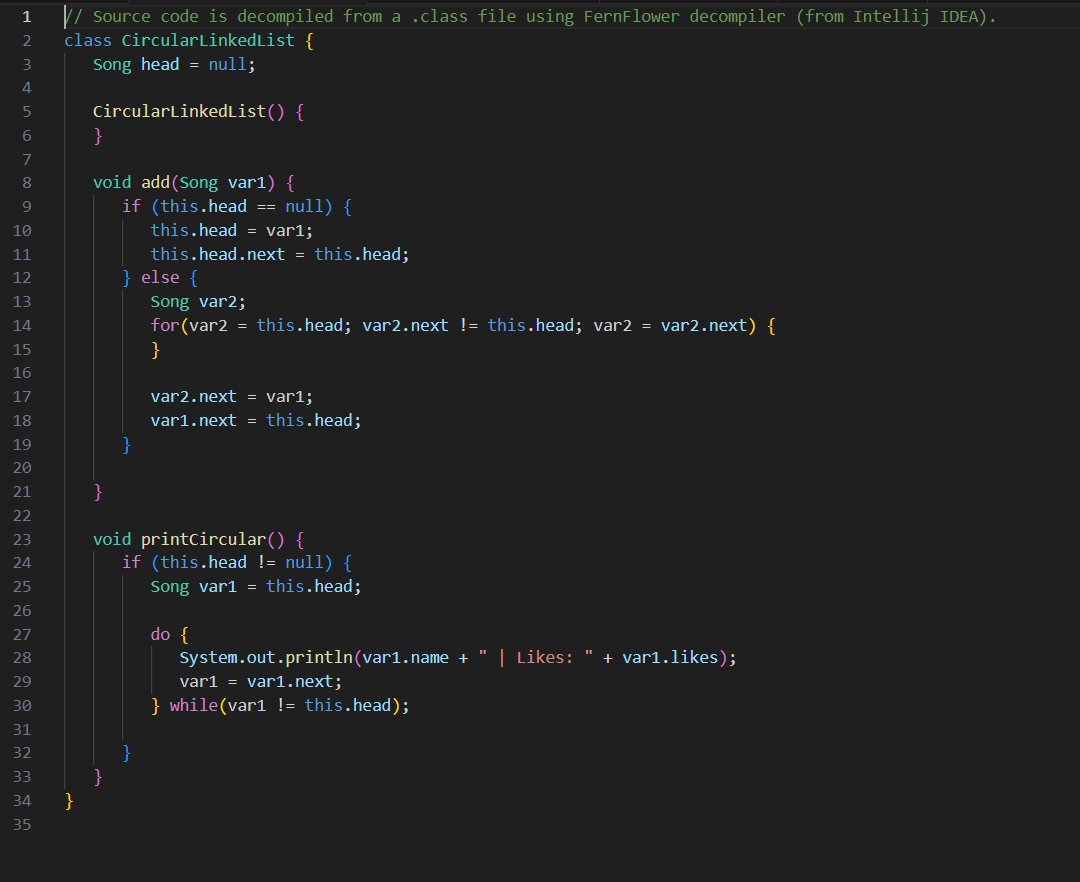 1 // Source code is decompiled from a .class file using FernFlower decompiler (from Intellij IDEA).
2 class CircularLinkedList {
3    Song head = null;
4
5    CircularLinkedList() {
6    }
7
8    void add(Song var1) {
9       if (this.head == null) {
10          this.head = var1;
11          this.head.next = this.head;
12       } else {
13          Song var2;
14          for(var2 = this.head; var2.next != this.head; var2 = var2.next) {
15          }
16
17          var2.next = var1;
18          var1.next = this.head;
19       }
20
21    }
22
23    void printCircular() {
24       if (this.head != null) {
25          Song var1 = this.head;
26
27          do {
28             System.out.println(var1.name + " | Likes: " + var1.likes);
29             var1 = var1.next;
30          } while(var1 != this.head);
31
32       }
33    }
34 }
35